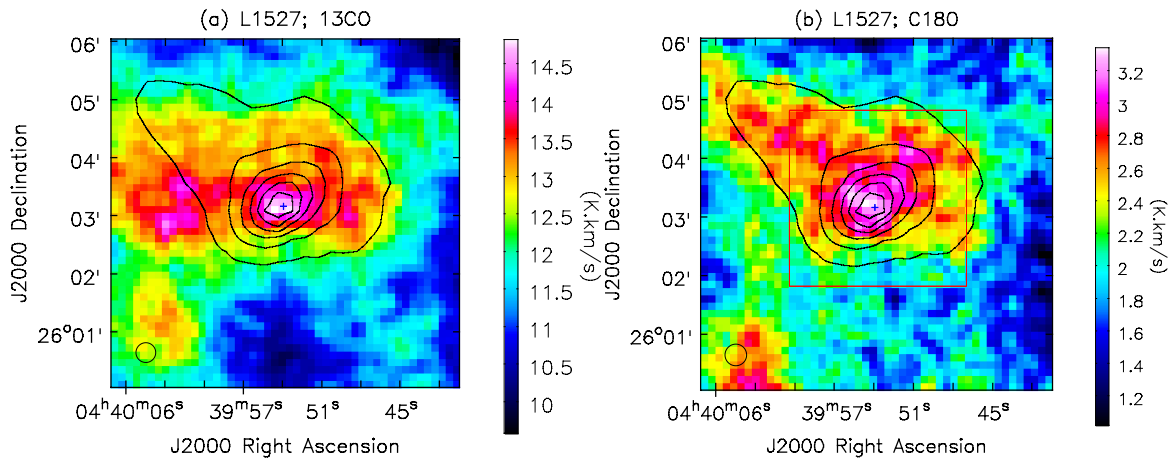 (a) L1527; 13CO
06'
05'
04'
03'
02'
26°01'
J2000 Declination
04ʰ40ᵐ06ˢ
39ᵐ57ˢ
51ˢ
45ˢ
J2000 Right Ascension
14.5
14
13.5
13
12.5
12
11.5
11
10.5
10
(K.km/s)
(b) L1527; C18O
06'
05'
04'
03'
02'
26°01'
J2000 Declination
04ʰ40ᵐ06ˢ
39ᵐ57ˢ
51ˢ
45ˢ
J2000 Right Ascension
3.2
3
2.8
2.6
2.4
2.2
2
1.8
1.6
1.4
1.2
(K.km/s)